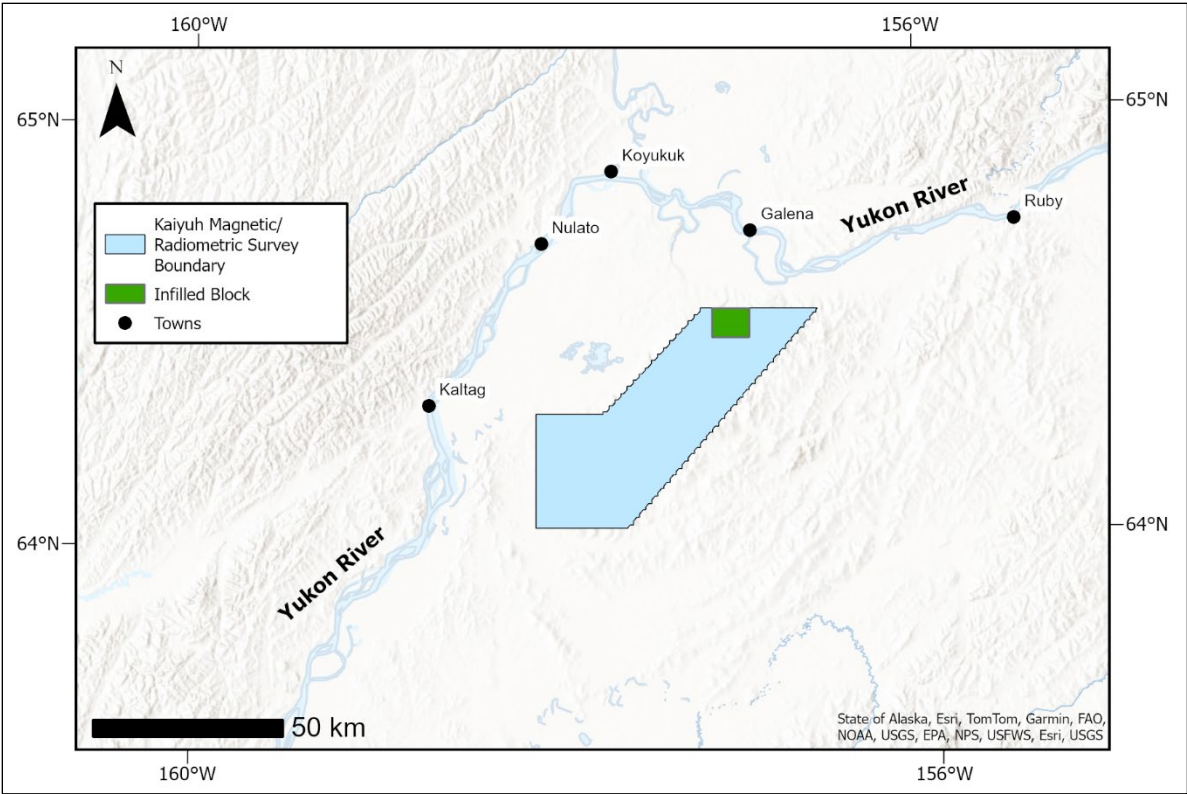 160°W
156°W
N
65°N
65°N
Koyukuk
Kaiyuh Magnetic/
Radiometric Survey
Boundary
Infilled Block
Towns
Nulato
Galena
Yukon River
Ruby
Kaltag
64°N
64°N
Yukon River
50 km
State of Alaska, Esri, TomTom, Garmin, FAO,
NOAA, USGS, EPA, NPS, USFWS, Esri, USGS
160°W
156°W